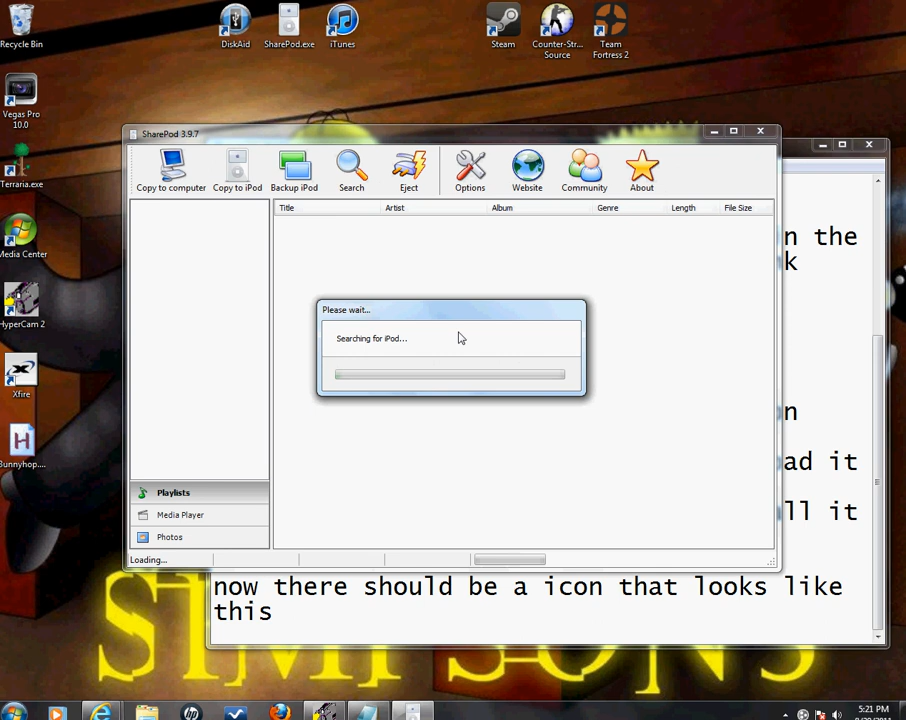 Recycle Bin
DiskAid
SharePod.exe
iTunes
Steam
Counter-Str...
Source
Team
Fortress 2
Vegas Pro
10.0
Terraria.exe
Media Center
HyperCam 2
Xfire
H
Bunnyhop....
SharePod 3.9.7
Copy to computer
Copy to iPod
Backup iPod
Search
Eject
Options
Website
Community
About
Title
Artist
Album
Genre
Length
File Size
Please wait...
Searching for iPod...
Playlists
Media Player
Photos
Loading...
n the
k
n
ad it
ll it
now there should be a icon that looks like
this
SIMPSONS
hp
5:21 PM